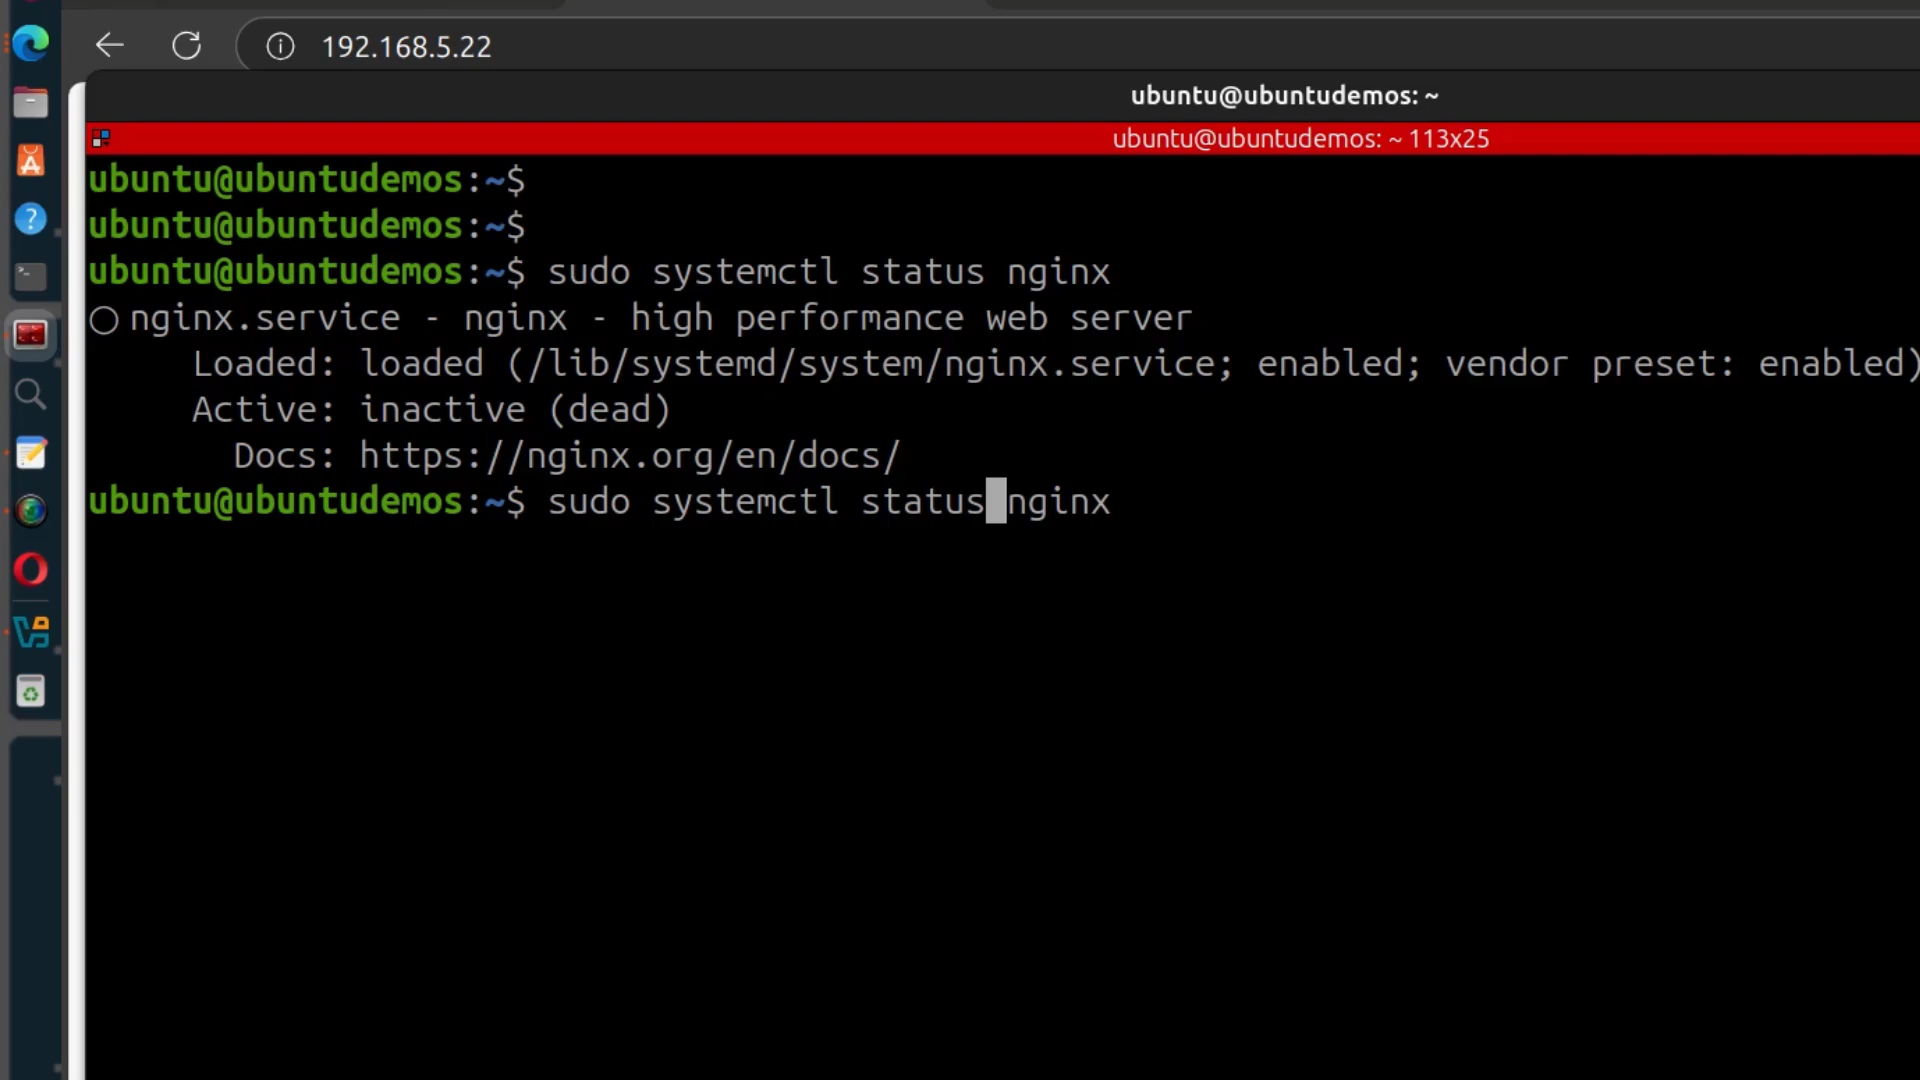 192.168.5.22
ubuntu@ubuntudemos: ~
ubuntu@ubuntudemos: ~ 113x25
ubuntu@ubuntudemos:~$
ubuntu@ubuntudemos:~$
ubuntu@ubuntudemos:~$ sudo systemctl status nginx
○ nginx.service - nginx - high performance web server
Loaded: loaded (/lib/systemd/system/nginx.service; enabled; vendor preset: enabled)
Active: inactive (dead)
Docs: https://nginx.org/en/docs/
ubuntu@ubuntudemos:~$ sudo systemctl status nginx